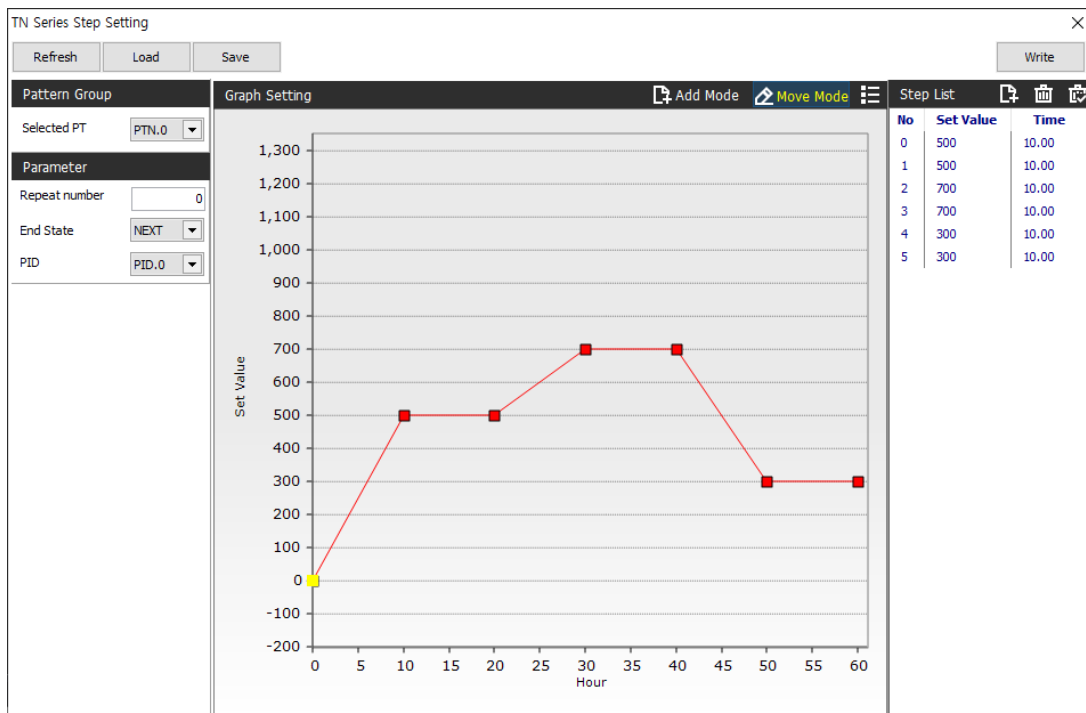 TN Series Step Setting
Refresh Load Save Write
Pattern Group
Selected PT PTN.0
Parameter
Repeat number 0
End State NEXT
PID PID.0
Graph Setting Add Mode Move Mode
1,300
1,200
1,100
1,000
900
800
700
600
500
400
300
200
100
0
-100
-200
Set Value
0 5 10 15 20 25 30 35 40 45 50 55 60
Hour
Step List
No Set Value Time
0 500 10.00
1 500 10.00
2 700 10.00
3 700 10.00
4 300 10.00
5 300 10.00